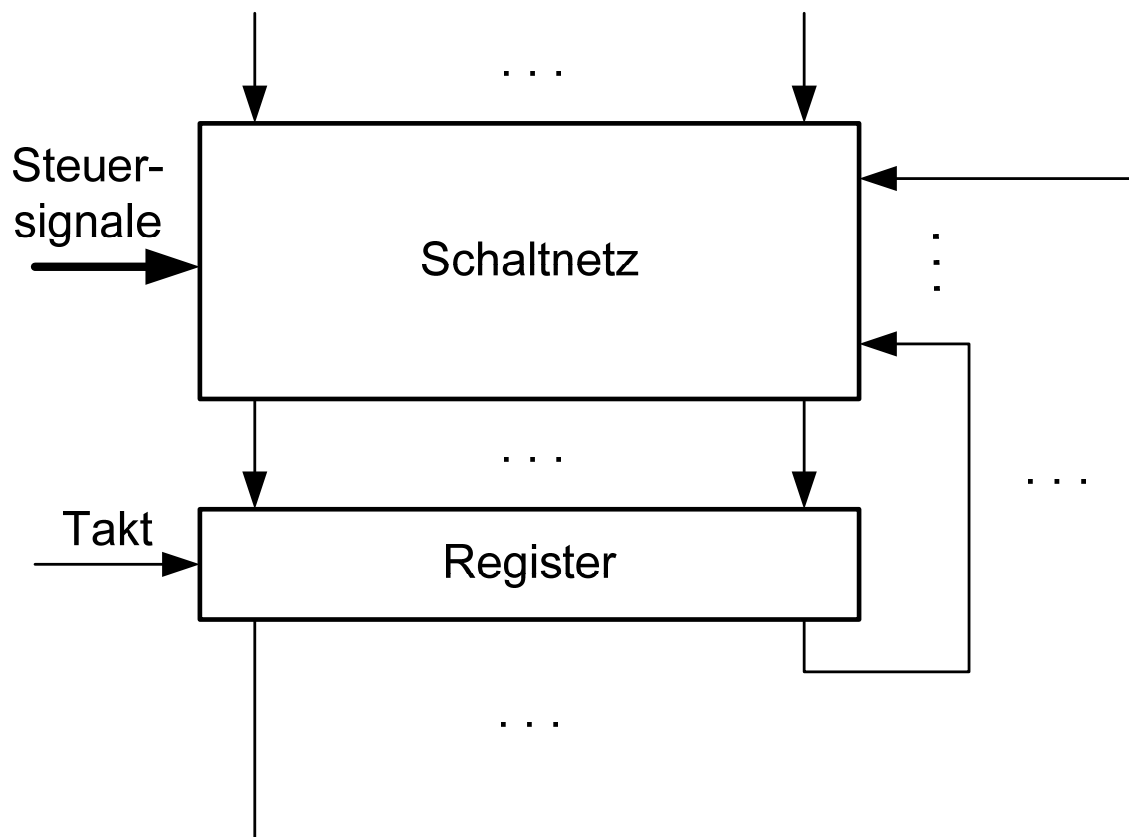 . . .
Steuer-
signale
Schaltnetz
. . .
. . .
. . .
Takt
Register
. . .